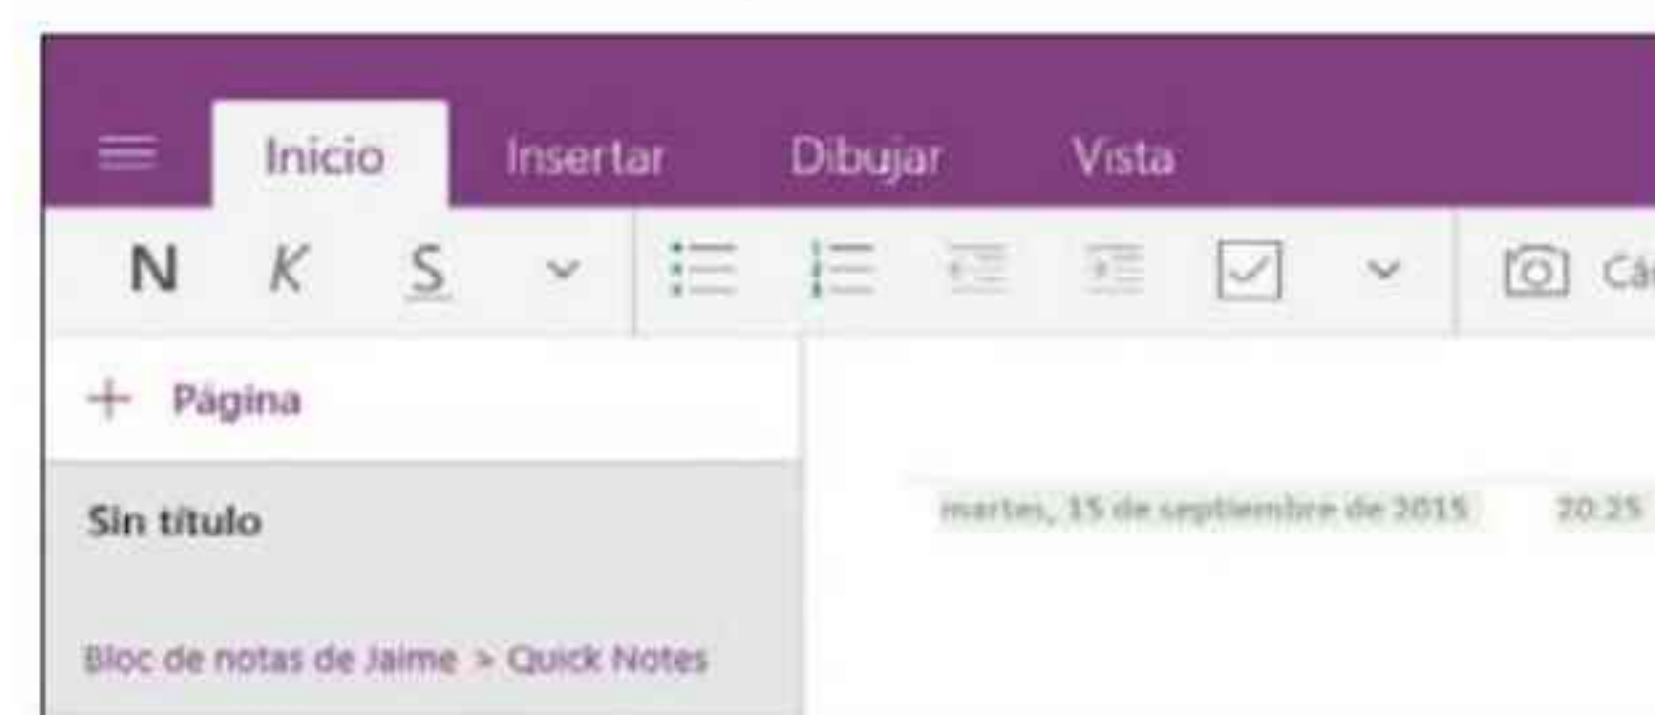 Inicio Insertar Dibujar Vista
N K S Cá
+ Página
Sin título
martes, 15 de septiembre de 2015 20:25
Bloc de notas de Jaime > Quick Notes